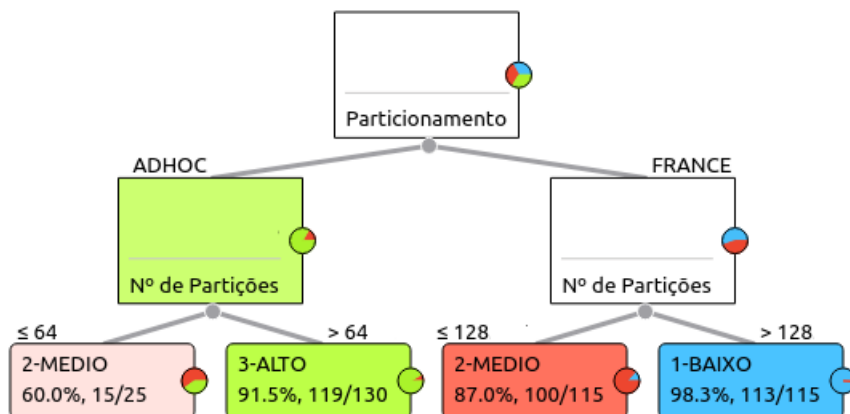 Particionamento
ADHOC
FRANCE
Nº de Partições
Nº de Partições
≤ 64
> 64
≤ 128
> 128
2-MEDIO
60.0%, 15/25
3-ALTO
91.5%, 119/130
2-MEDIO
87.0%, 100/115
1-BAIXO
98.3%, 113/115